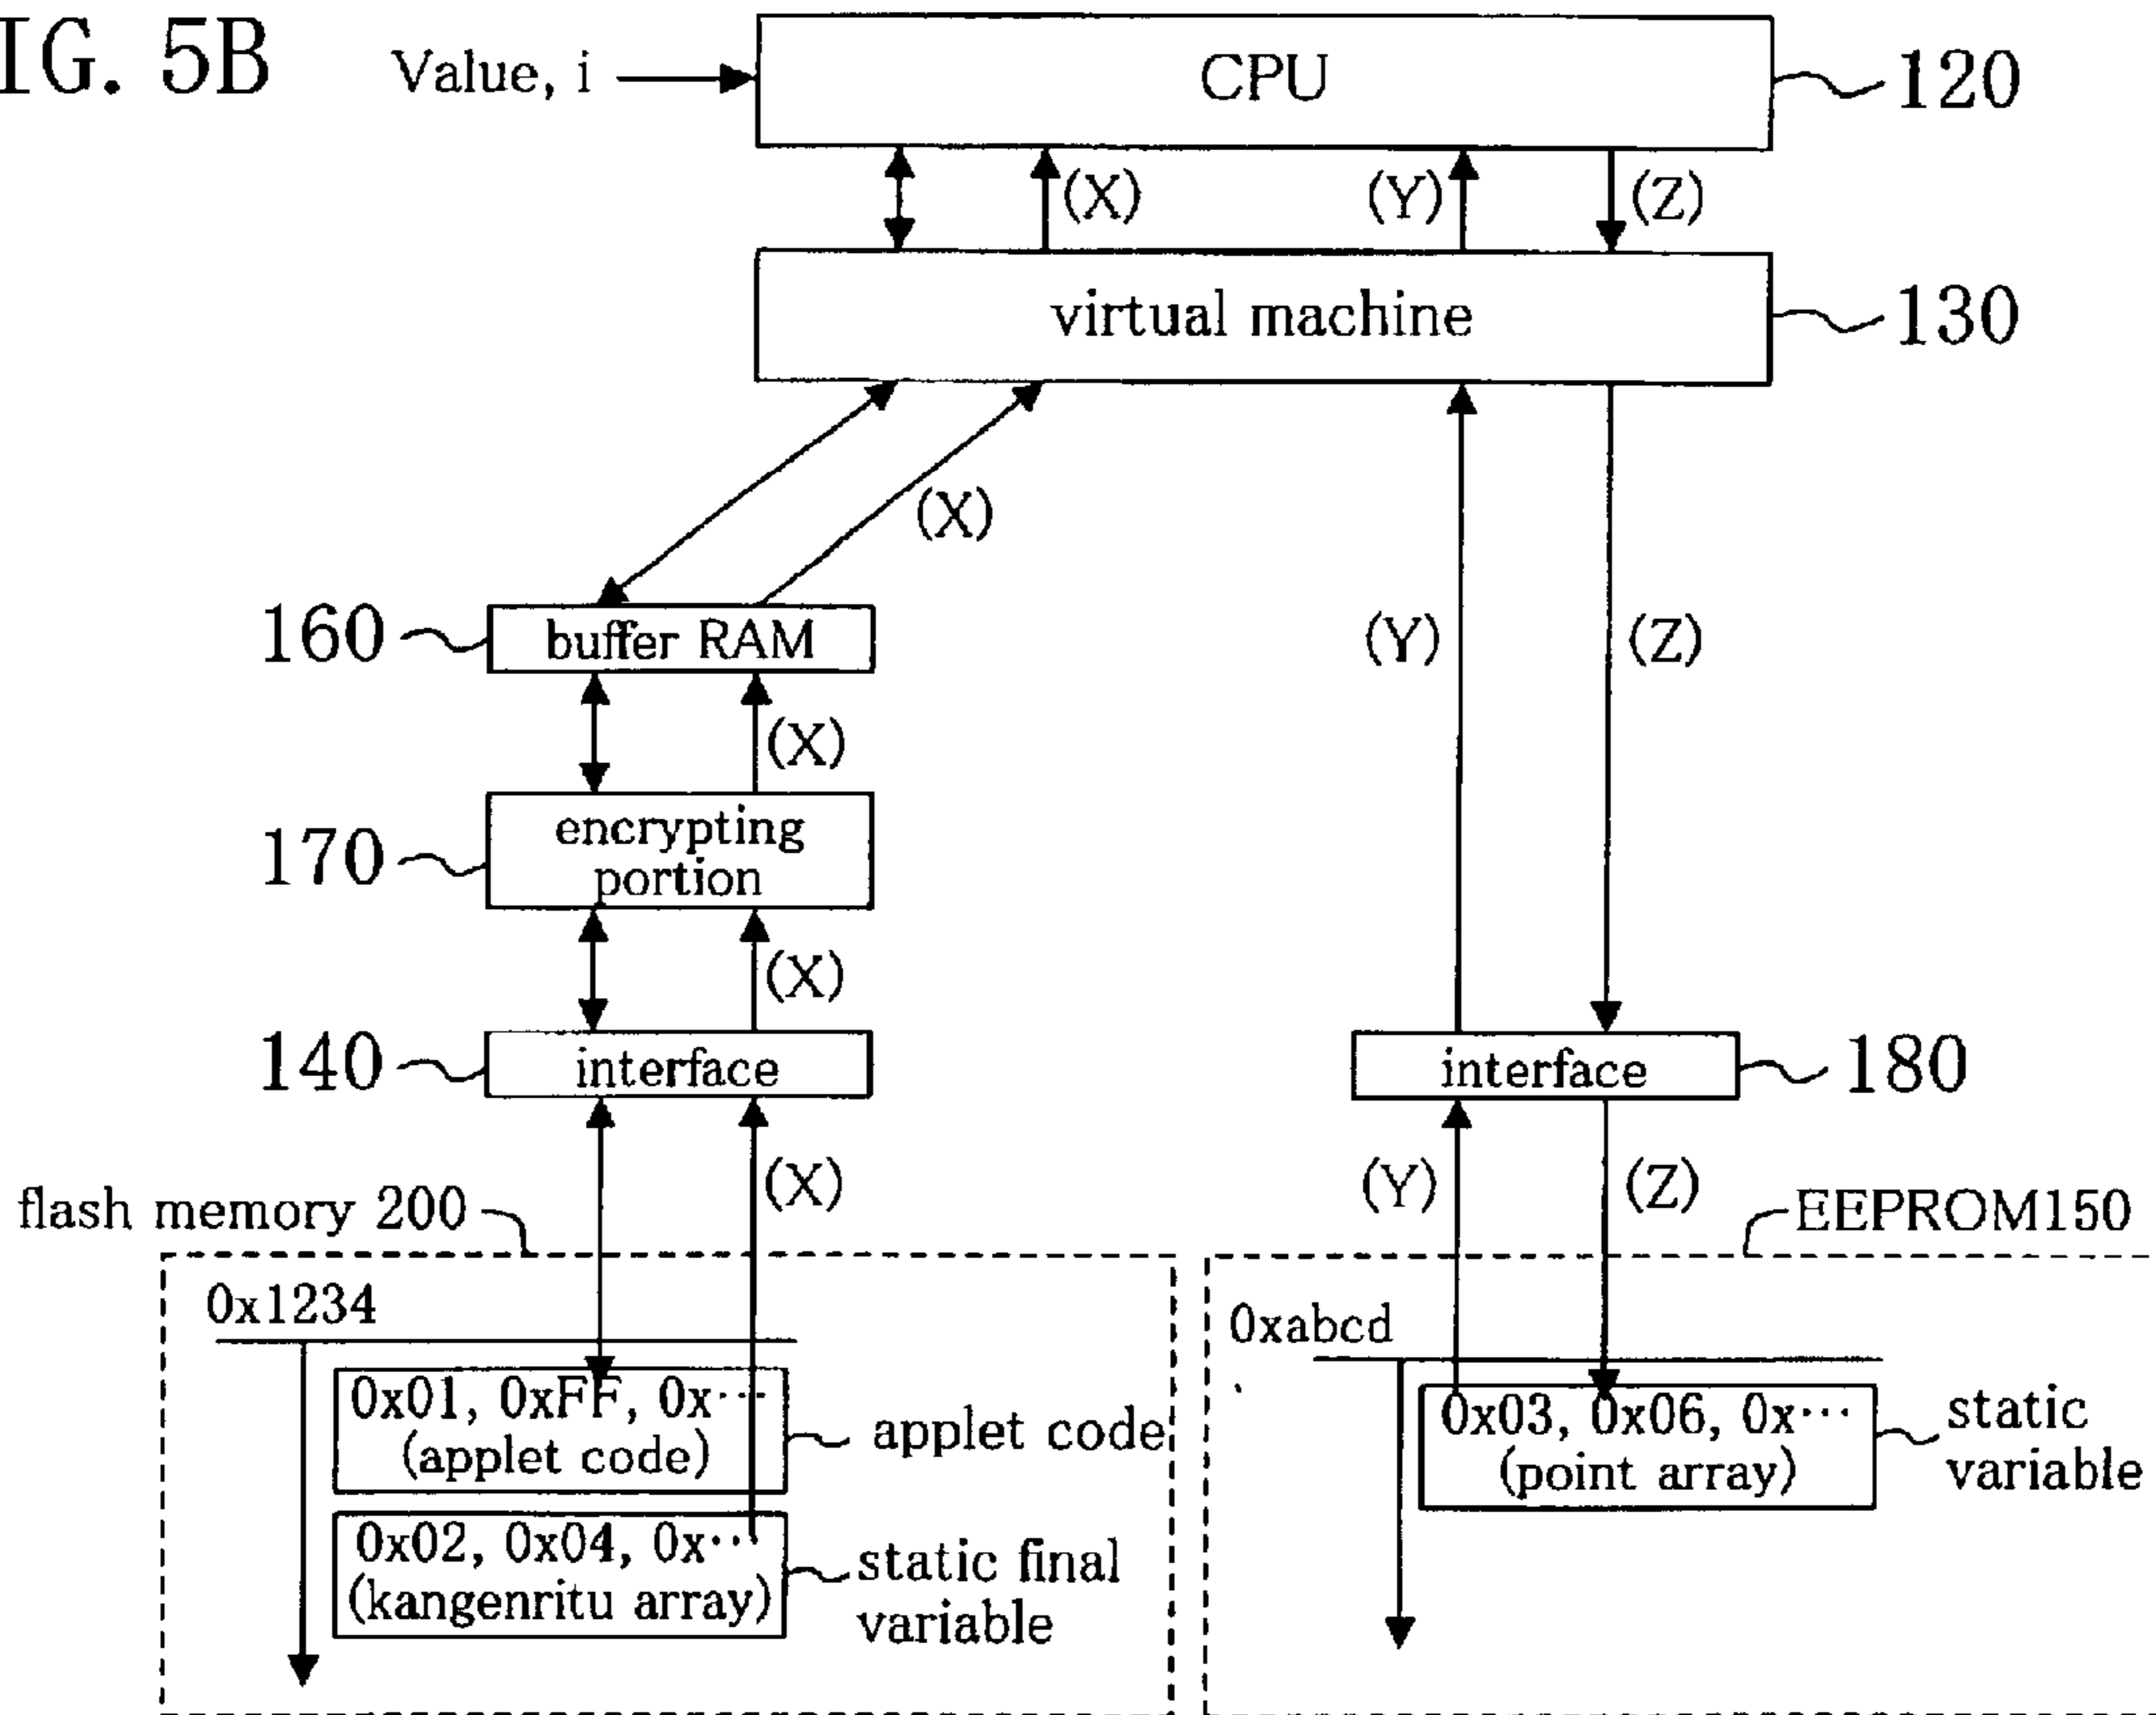 IG. 5B
Value, i
CPU
120
(X)
(Y)
(Z)
virtual machine
130
(X)
160
buffer RAM
(Y)
(Z)
(X)
170
encrypting
portion
(X)
140
interface
interface
180
(X)
(Y)
(Z)
flash memory 200
EEPROM150
0x1234
0xabcd
0x01, 0xFF, 0x···
(applet code)
applet code
0x03, 0x06, 0x···
(point array)
static
variable
0x02, 0x04, 0x···
(kangenritu array)
static final
variable